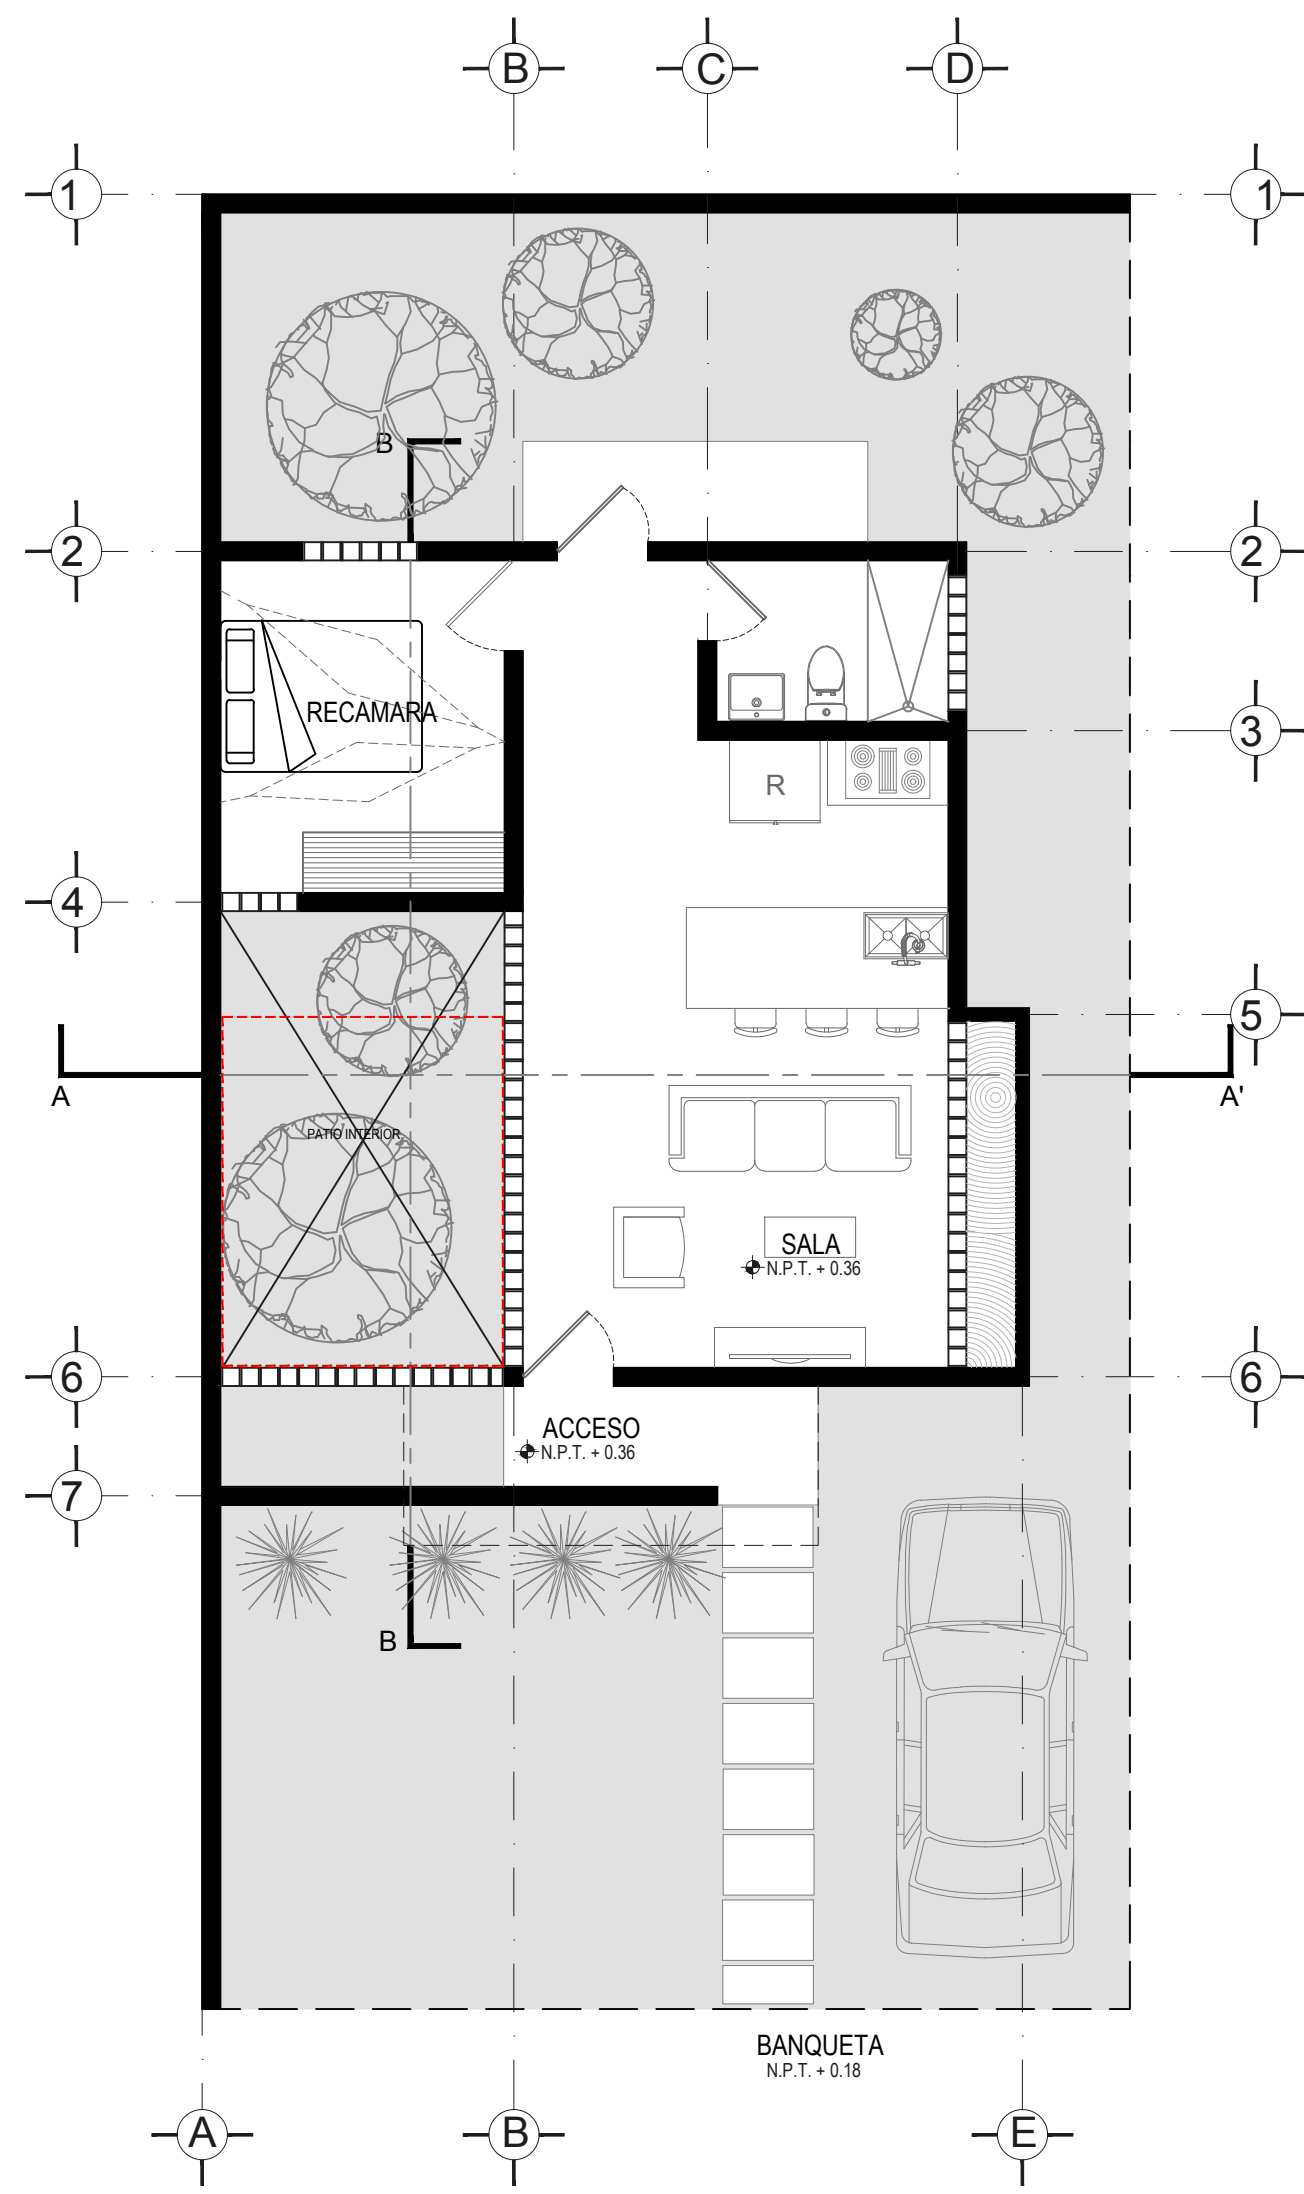 B
C
D
1
1
B
2
2
RECAMARA
3
R
4
5
A
A'
PATIO INTERIOR
SALA
N.P.T. + 0.36
6
6
ACCESO
N.P.T. + 0.36
7
B
BANQUETA
N.P.T. + 0.18
A
B
E